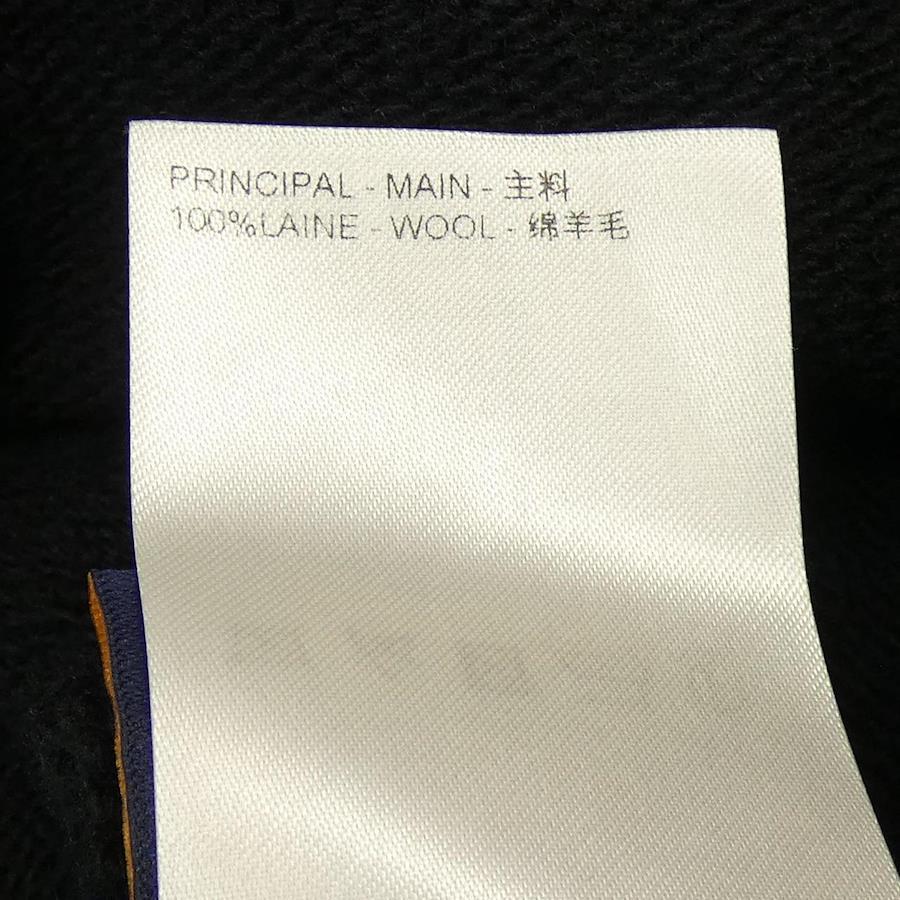 PRINCIPAL - MAIN - 主料
100%LAINE - WOOL - 绵羊毛